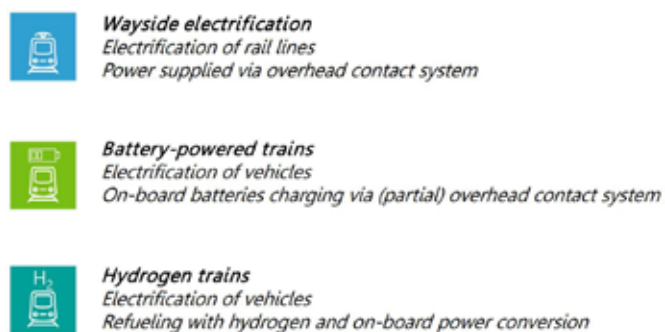 Wayside electrification
Electrification of rail lines
Power supplied via overhead contact system
Battery-powered trains
Electrification of vehicles
On-board batteries charging via (partial) overhead contact system
H₂
Hydrogen trains
Electrification of vehicles
Refueling with hydrogen and on-board power conversion